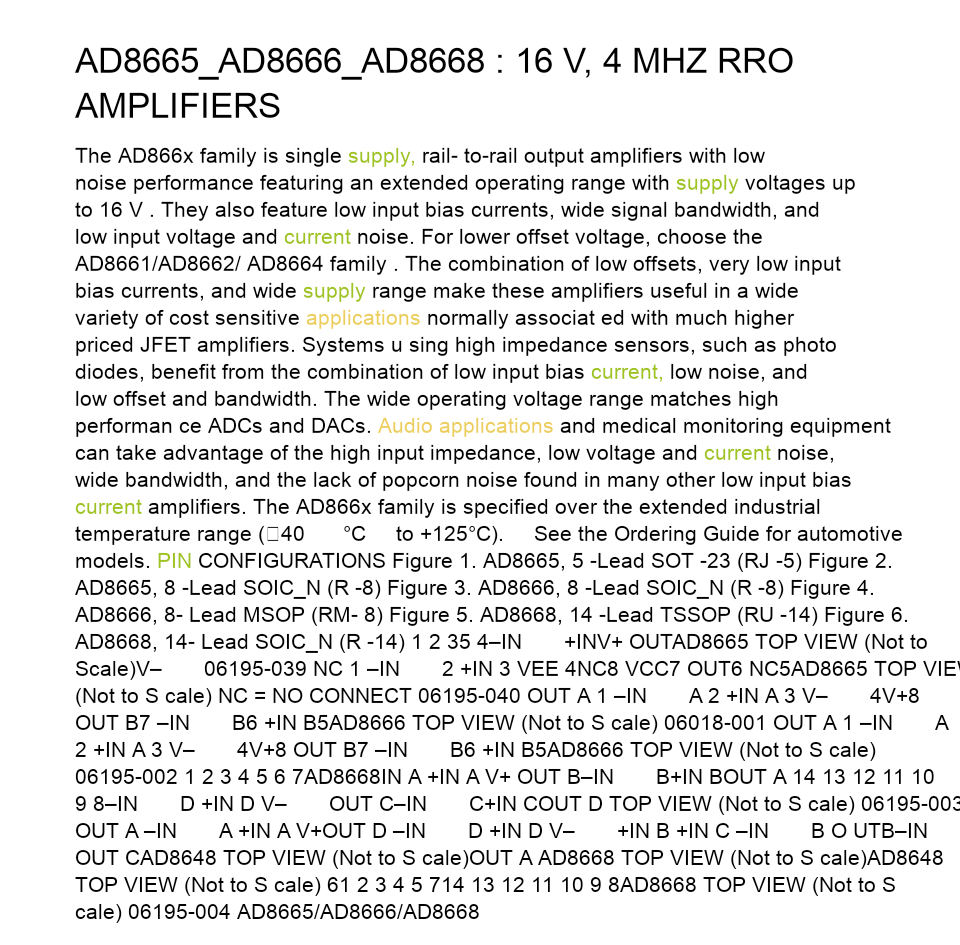 AD8665_AD8666_AD8668 : 16 V, 4 MHZ RRO
AMPLIFIERS
The AD866x family is single supply, rail- to-rail output amplifiers with low
noise performance featuring an extended operating range with supply voltages up
to 16 V . They also feature low input bias currents, wide signal bandwidth, and
low input voltage and current noise. For lower offset voltage, choose the
AD8661/AD8662/ AD8664 family . The combination of low offsets, very low input
bias currents, and wide supply range make these amplifiers useful in a wide
variety of cost sensitive applications normally associat ed with much higher
priced JFET amplifiers. Systems u sing high impedance sensors, such as photo
diodes, benefit from the combination of low input bias current, low noise, and
low offset and bandwidth. The wide operating voltage range matches high
performan ce ADCs and DACs. Audio applications and medical monitoring equipment
can take advantage of the high input impedance, low voltage and current noise,
wide bandwidth, and the lack of popcorn noise found in many other low input bias
current amplifiers. The AD866x family is specified over the extended industrial
temperature range (□40 °C to +125°C). See the Ordering Guide for automotive
models. PIN CONFIGURATIONS Figure 1. AD8665, 5 -Lead SOT -23 (RJ -5) Figure 2.
AD8665, 8 -Lead SOIC_N (R -8) Figure 3. AD8666, 8 -Lead SOIC_N (R -8) Figure 4.
AD8666, 8- Lead MSOP (RM- 8) Figure 5. AD8668, 14 -Lead TSSOP (RU -14) Figure 6.
AD8668, 14- Lead SOIC_N (R -14) 1 2 35 4–IN +INV+ OUTAD8665 TOP VIEW (Not to
Scale)V– 06195-039 NC 1 –IN 2 +IN 3 VEE 4NC8 VCC7 OUT6 NC5AD8665 TOP VIEW
(Not to S cale) NC = NO CONNECT 06195-040 OUT A 1 –IN A 2 +IN A 3 V– 4V+8
OUT B7 –IN B6 +IN B5AD8666 TOP VIEW (Not to S cale) 06018-001 OUT A 1 –IN A
2 +IN A 3 V– 4V+8 OUT B7 –IN B6 +IN B5AD8666 TOP VIEW (Not to S cale)
06195-002 1 2 3 4 5 6 7AD8668IN A +IN A V+ OUT B–IN B+IN BOUT A 14 13 12 11 10
9 8–IN D +IN D V– OUT C–IN C+IN COUT D TOP VIEW (Not to S cale) 06195-003
OUT A –IN A +IN A V+OUT D –IN D +IN D V– +IN B +IN C –IN B O UTB–IN
OUT CAD8648 TOP VIEW (Not to S cale)OUT A AD8668 TOP VIEW (Not to S cale)AD8648
TOP VIEW (Not to S cale) 61 2 3 4 5 714 13 12 11 10 9 8AD8668 TOP VIEW (Not to S
cale) 06195-004 AD8665/AD8666/AD8668